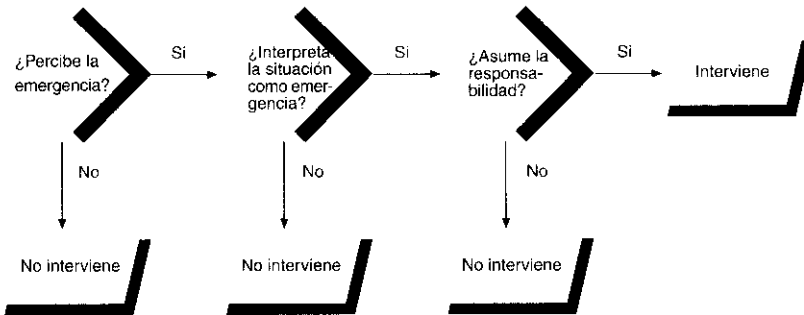 ¿Percibe la
emergencia?
Si
¿Interpreta
la situación
como emer-
gencia?
Si
¿Asume la
responsa-
bilidad?
Si
Interviene
No
No
No
No interviene
No interviene
No interviene